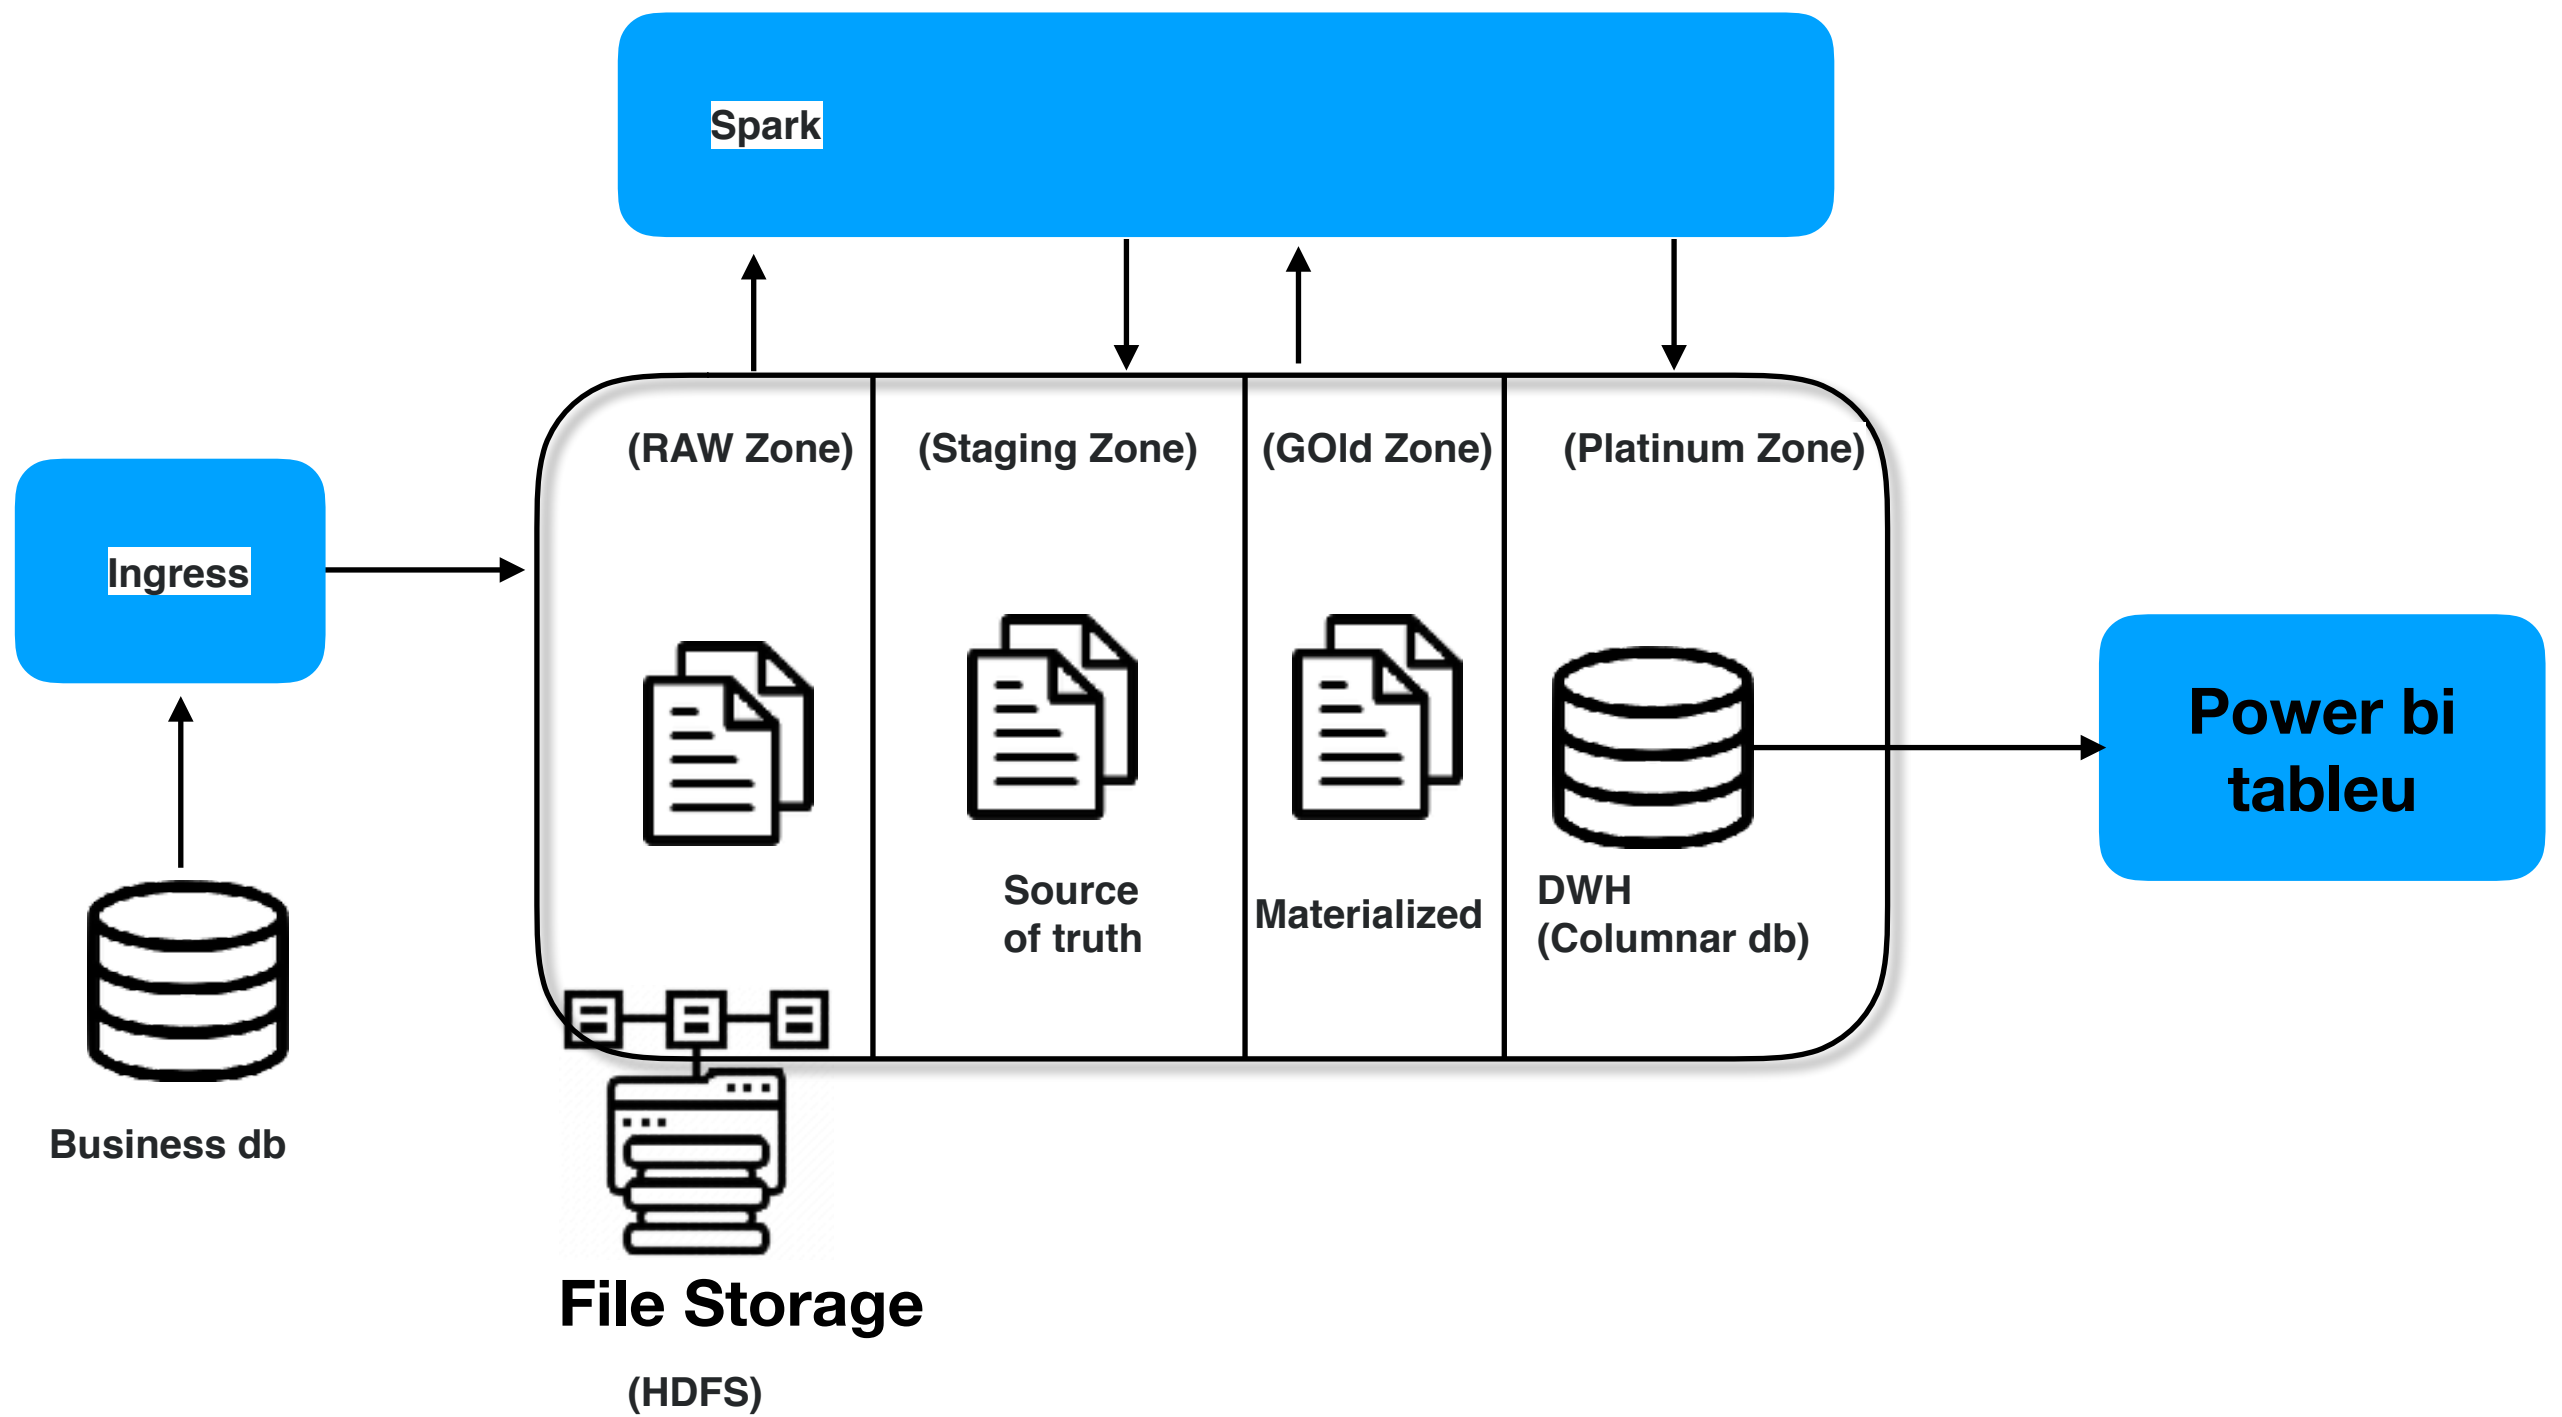 Spark
(RAW Zone)
(Staging Zone)
(GOld Zone)
(Platinum Zone)
Ingress
Power bi
tableu
Source
of truth
Materialized
DWH
(Columnar db)
Business db
File Storage
(HDFS)